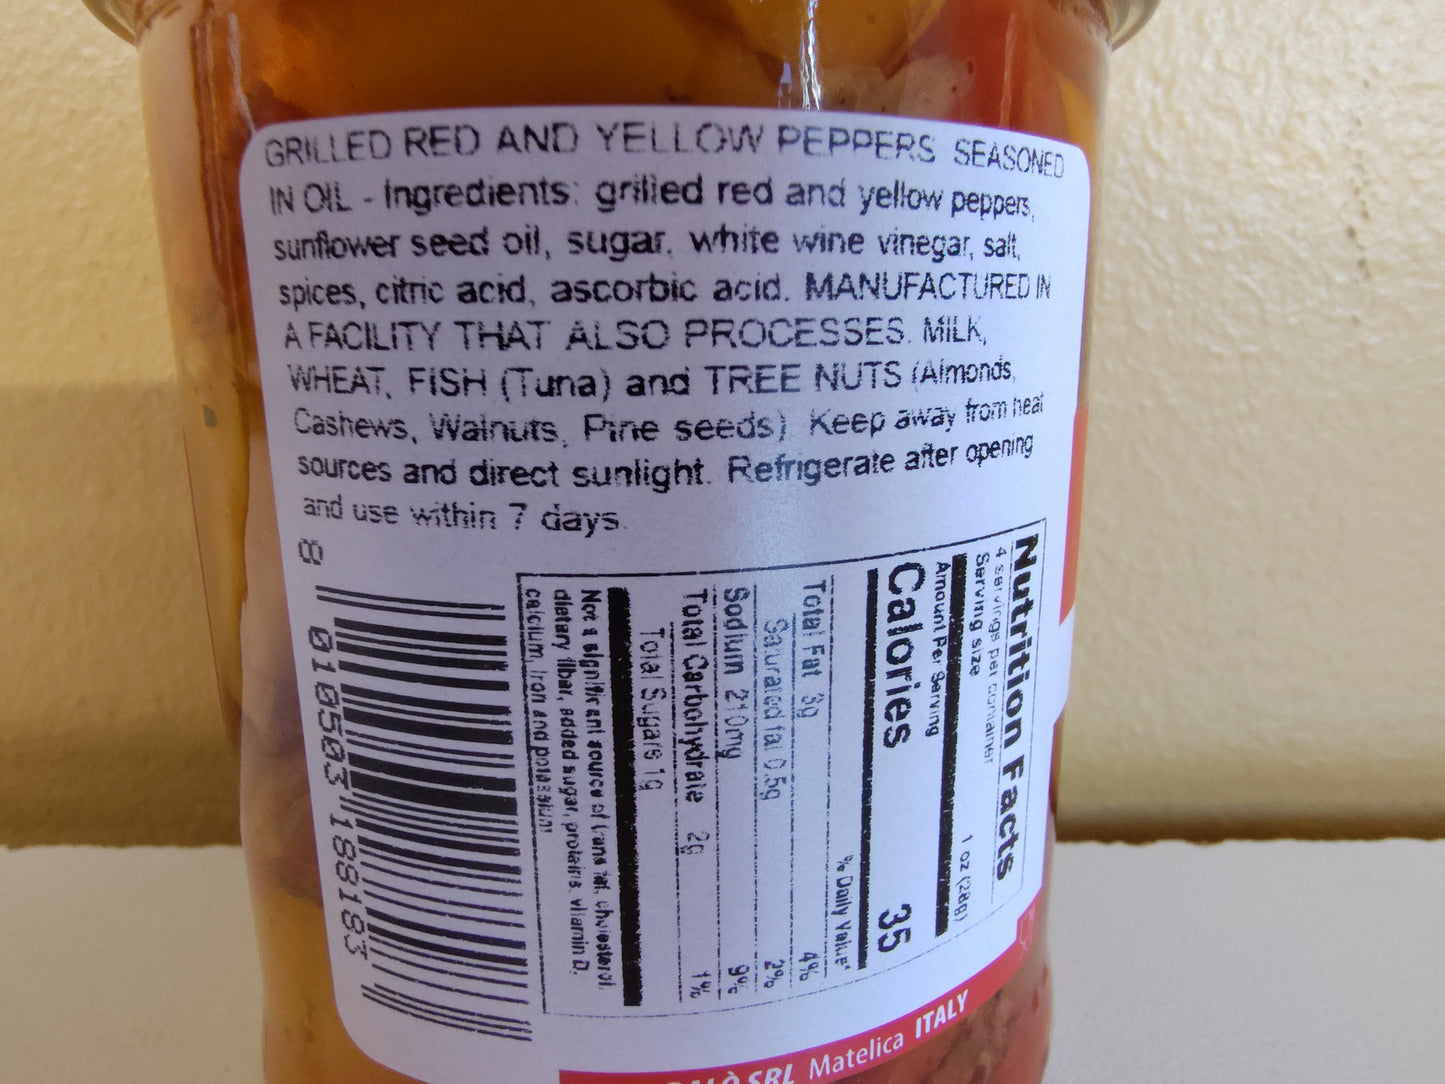 GRILLED RED AND YELLOW PEPPERS SEASONED
IN OIL - Ingredients: grilled red and yellow peppers,
sunflower seed oil, sugar, white wine vinegar, salt,
spices, citric acid, ascorbic acid. MANUFACTURED IN
A FACILITY THAT ALSO PROCESSES: MILK,
WHEAT, FISH (Tuna) and TREE NUTS (Almonds,
Cashews, Walnuts, Pine seeds) Keep away from heat
sources and direct sunlight. Refrigerate after opening
and use within 7 days.
Nutrition Facts
4 servings per container
Serving size 1 oz (28g)
Amount Per Serving
Calories 35
% Daily Value*
Total Fat 3g 4%
Saturated fat 0.5g 2%
Sodium 210mg 9%
Total Carbohydrate 2g 1%
Total Sugars 1g
Not a significant source of trans fat, cholesterol,
dietary fiber, added sugar, proteins, vitamin D,
calcium, iron and potassium
8 010503 188183
SRL Matelica ITALY